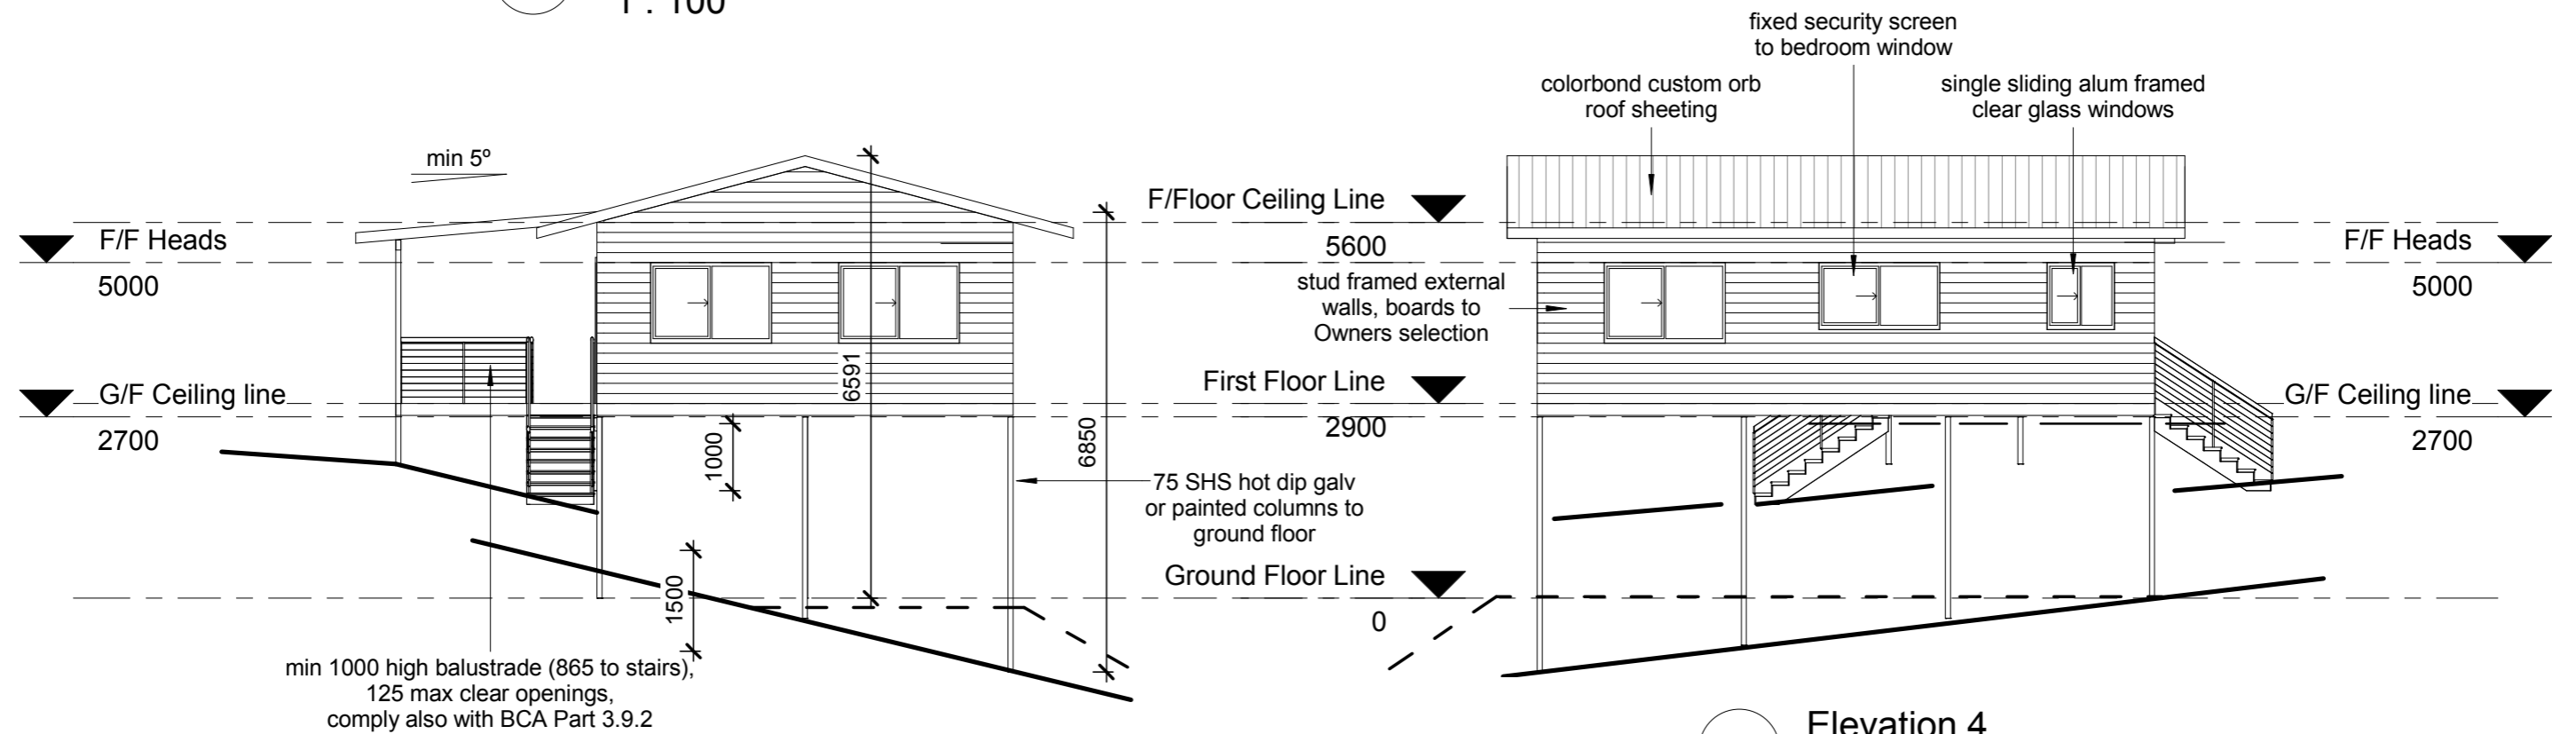 1 : 100
fixed security screen
to bedroom window
colorbond custom orb
roof sheeting
single sliding alum framed
clear glass windows
min 5º
F/Floor Ceiling Line
5600
F/F Heads
5000
F/F Heads
5000
stud framed external
walls, boards to
Owners selection
6591
6850
First Floor Line
2900
G/F Ceiling line
2700
G/F Ceiling line
2700
1000
75 SHS hot dip galv
or painted columns to
ground floor
1500
Ground Floor Line
0
min 1000 high balustrade (865 to stairs),
125 max clear openings,
comply also with BCA Part 3.9.2
Elevation 4